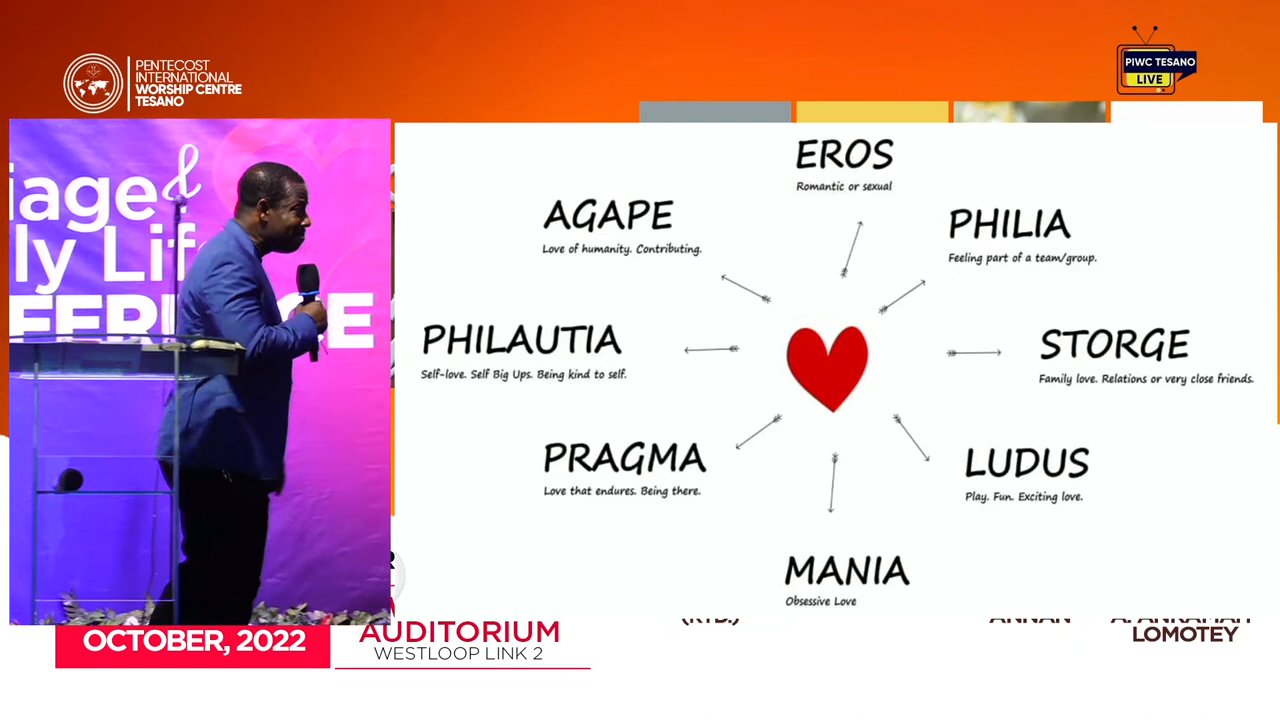 PENTECOST
INTERNATIONAL
WORSHIP CENTRE
TESANO
PIWC TESANO
LIVE
EROS
Romantic or sexual
AGAPE
Love of humanity. Contributing.
PHILIA
Feeling part of a team/group.
PHILAUTIA
Self-love. Self Big Ups. Being kind to self.
STORGE
Family love. Relations or very close friends.
PRAGMA
Love that endures. Being there.
LUDUS
Play. Fun. Exciting love.
MANIA
Obsessive Love
iage &
ly Lif
OCTOBER, 2022
AUDITORIUM
WESTLOOP LINK 2
LOMOTEY